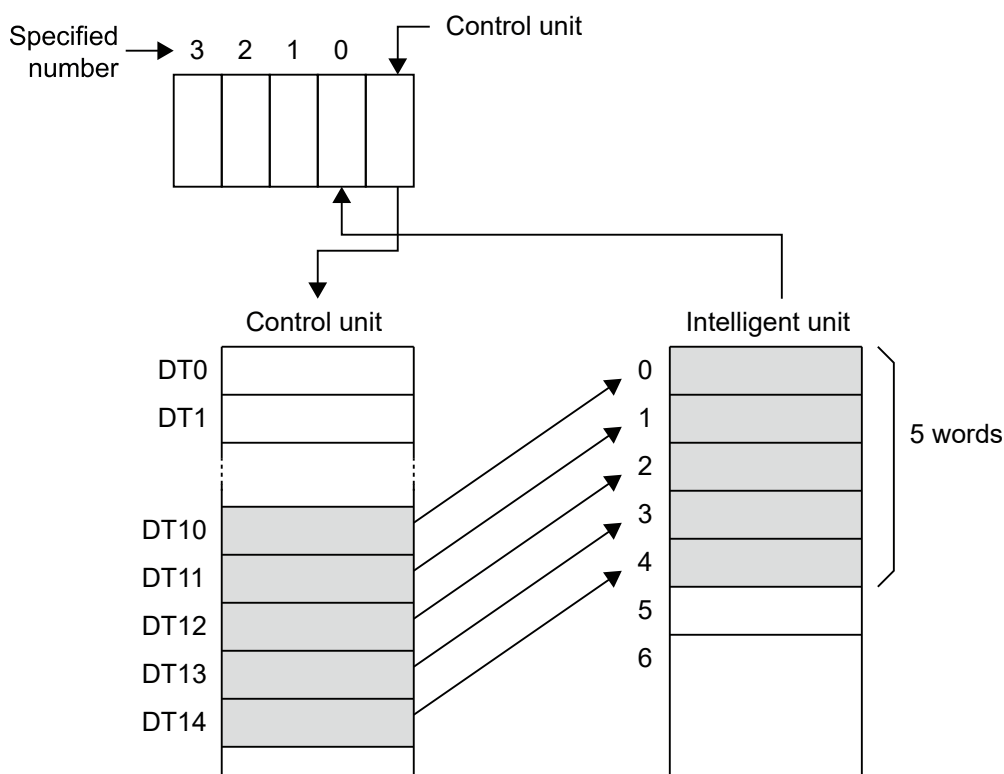 Control unit
Specified
number
3 2 1 0
Control unit
Intelligent unit
DT0
DT1
DT10
DT11
DT12
DT13
DT14
0
1
2
3
4
5
6
5 words